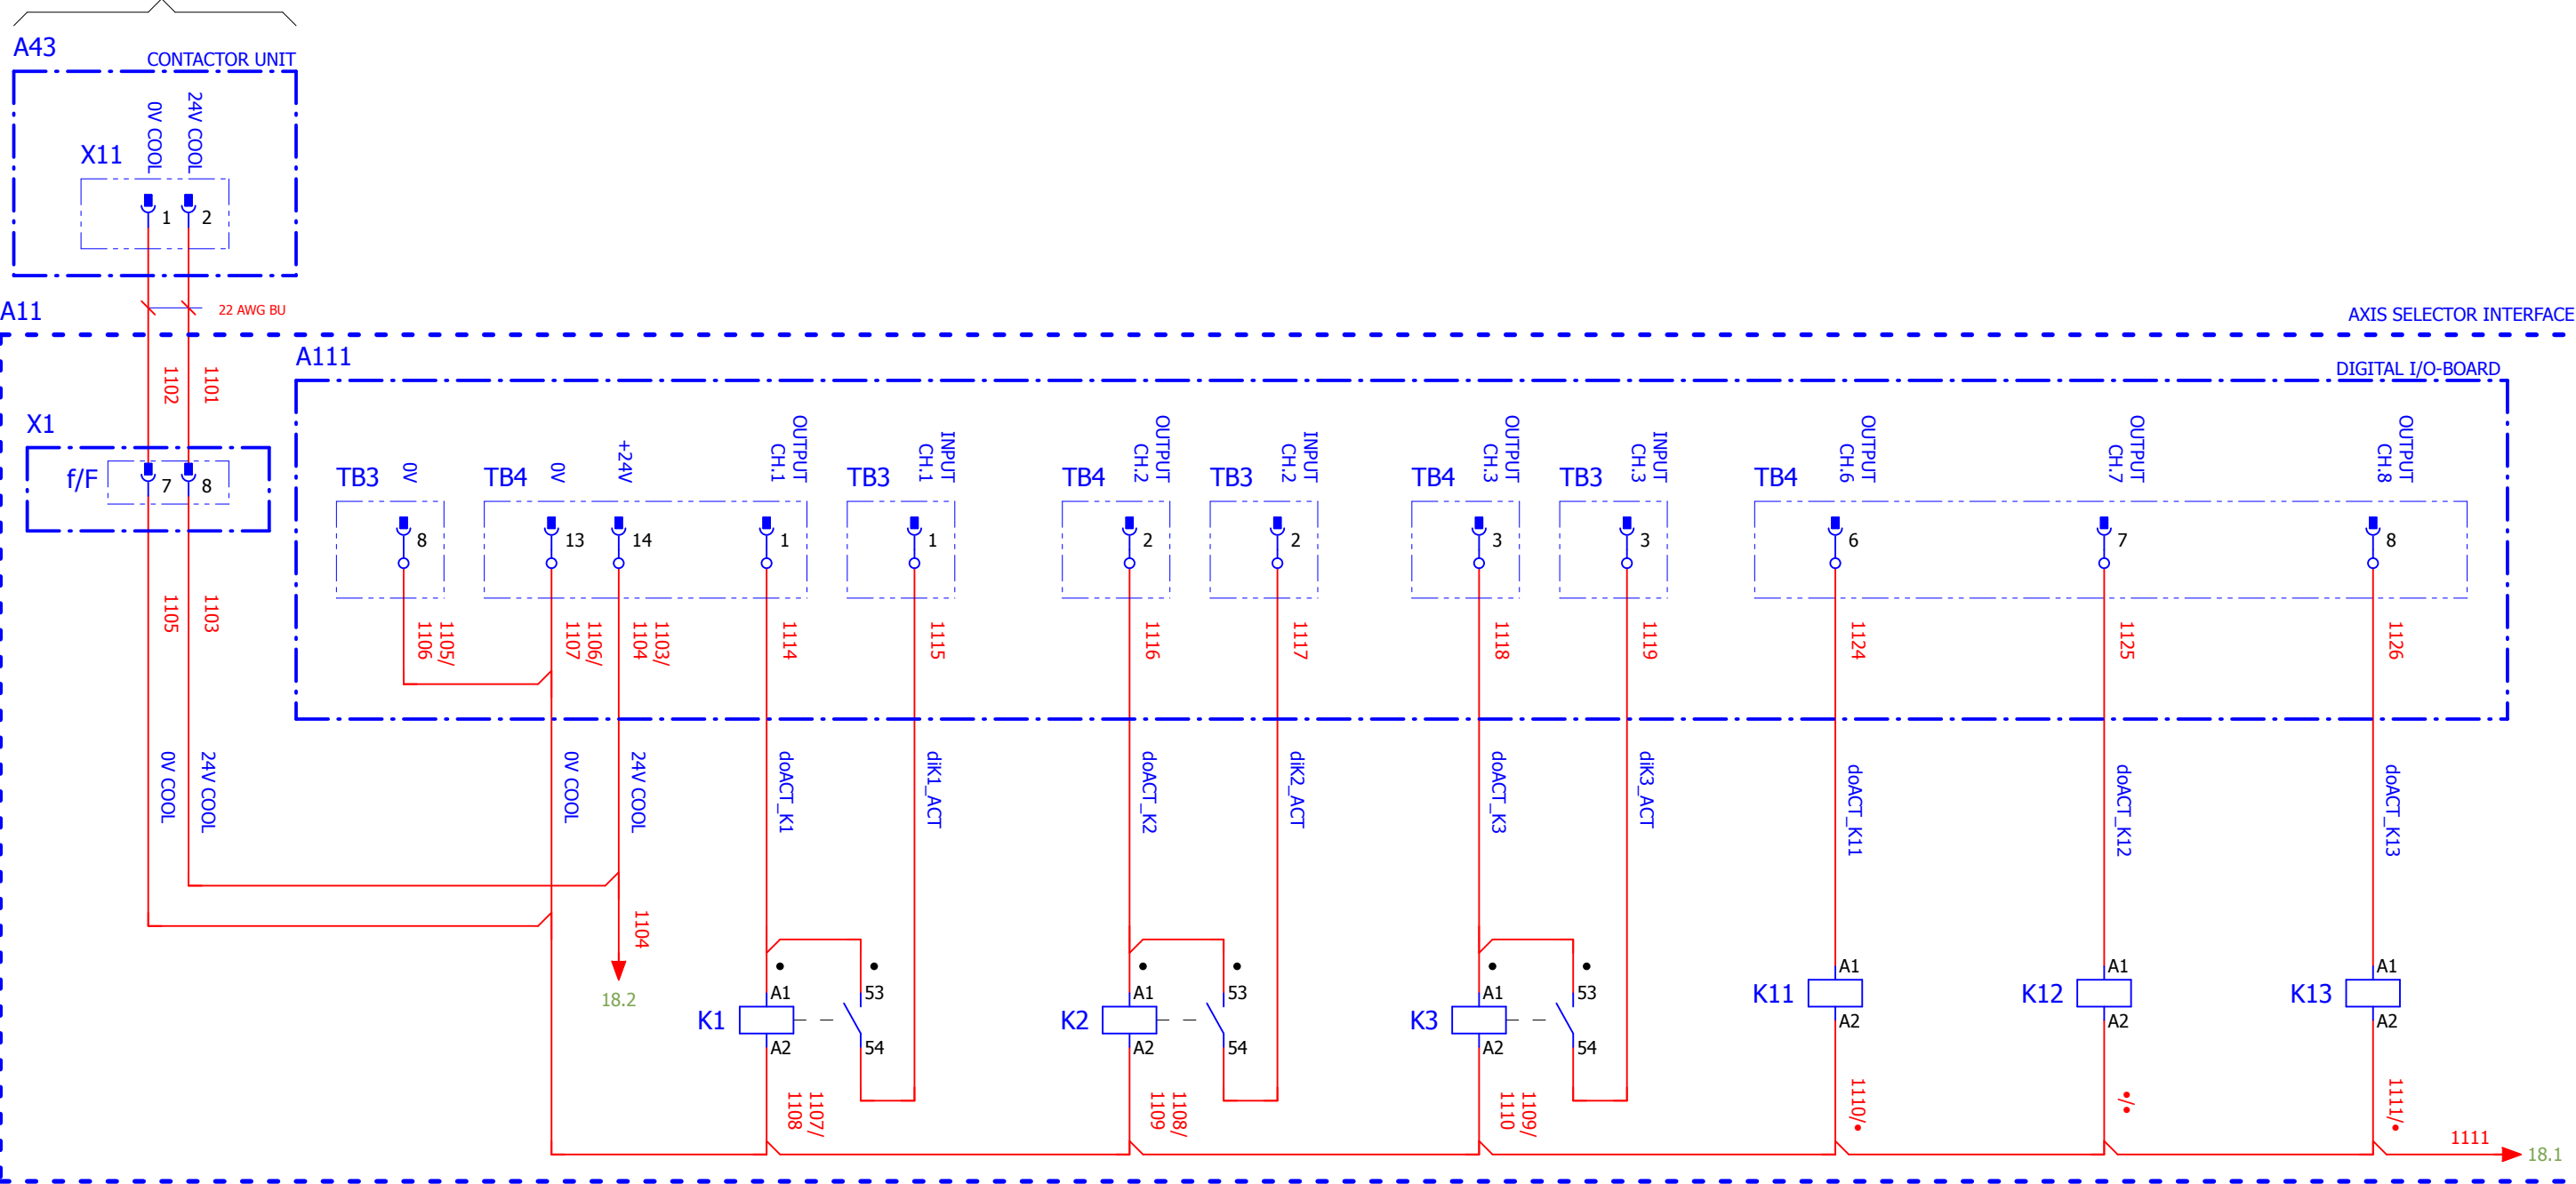 A43
CONTACTOR UNIT
0V COOL
24V COOL
X11
1
2
22 AWG BU
A11
AXIS SELECTOR INTERFACE
1102
1101
A111
DIGITAL I/O-BOARD
X1
f/F
7
8
TB3
0V
TB4
0V
+24V
OUTPUT
CH.1
TB3
INPUT
CH.1
TB4
OUTPUT
CH.2
TB3
INPUT
CH.2
TB4
OUTPUT
CH.3
TB3
INPUT
CH.3
TB4
OUTPUT
CH.6
OUTPUT
CH.7
OUTPUT
CH.8
8
13
14
1
1
2
2
3
3
6
7
8
1105
1103
1105/
1106
1106/
1107
1103/
1104
1114
1115
1116
1117
1118
1119
1124
1125
1126
0V COOL
24V COOL
0V COOL
24V COOL
doACT_K1
diK1_ACT
doACT_K2
diK2_ACT
doACT_K3
diK3_ACT
doACT_K11
doACT_K12
doACT_K13
1104
18.2
K1
A1
A2
53
54
K2
A1
A2
53
54
K3
A1
A2
53
54
K11
A1
A2
K12
A1
A2
K13
A1
A2
1107/
1108
1108/
1109
1109/
1110
1110/•
•/•
1111/•
1111
18.1